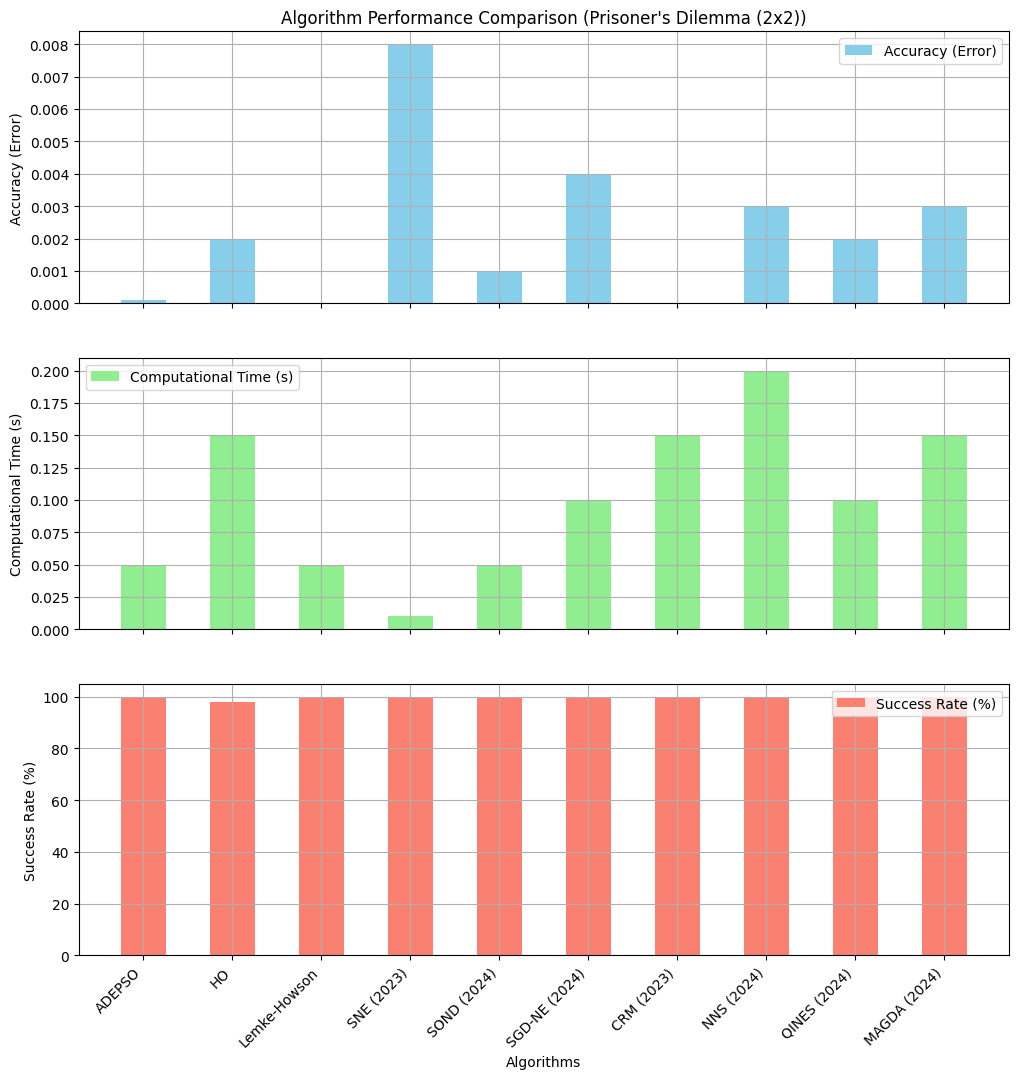 Algorithm Performance Comparison (Prisoner's Dilemma (2x2))
Accuracy (Error)
0.008
0.007
0.006
0.005
0.004
0.003
0.002
0.001
0.000
Accuracy (Error)
Computational Time (s)
0.200
0.175
0.150
0.125
0.100
0.075
0.050
0.025
0.000
Computational Time (s)
Success Rate (%)
100
80
60
40
20
0
Success Rate (%)
ADEPSO
HO
Lemke-Howson
SNE (2023)
SOND (2024)
SGD-NE (2024)
CRM (2023)
NNS (2024)
QINES (2024)
MAGDA (2024)
Algorithms